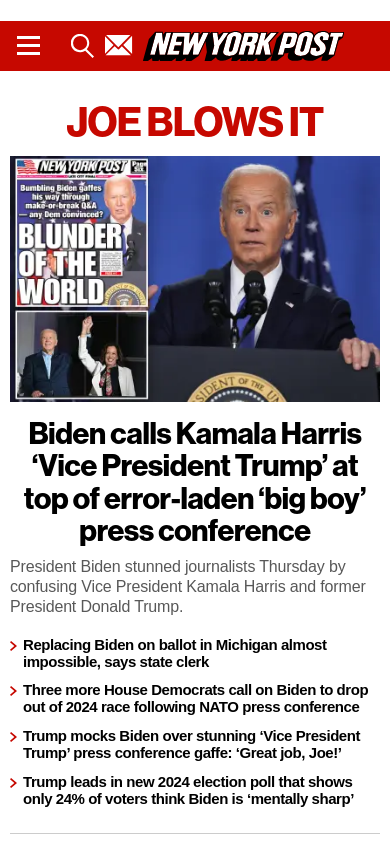 NEW YORK POST
JOE BLOWS IT
NEW YORK POST
Bumbling Biden gaffes
his way through
make-or-break Q&A
— any Dem convinced?
BLUNDER
OF THE
WORLD
Biden calls Kamala Harris
‘Vice President Trump’ at
top of error-laden ‘big boy’
press conference
President Biden stunned journalists Thursday by
confusing Vice President Kamala Harris and former
President Donald Trump.
Replacing Biden on ballot in Michigan almost
impossible, says state clerk
Three more House Democrats call on Biden to drop
out of 2024 race following NATO press conference
Trump mocks Biden over stunning ‘Vice President
Trump’ press conference gaffe: ‘Great job, Joe!’
Trump leads in new 2024 election poll that shows
only 24% of voters think Biden is ‘mentally sharp’